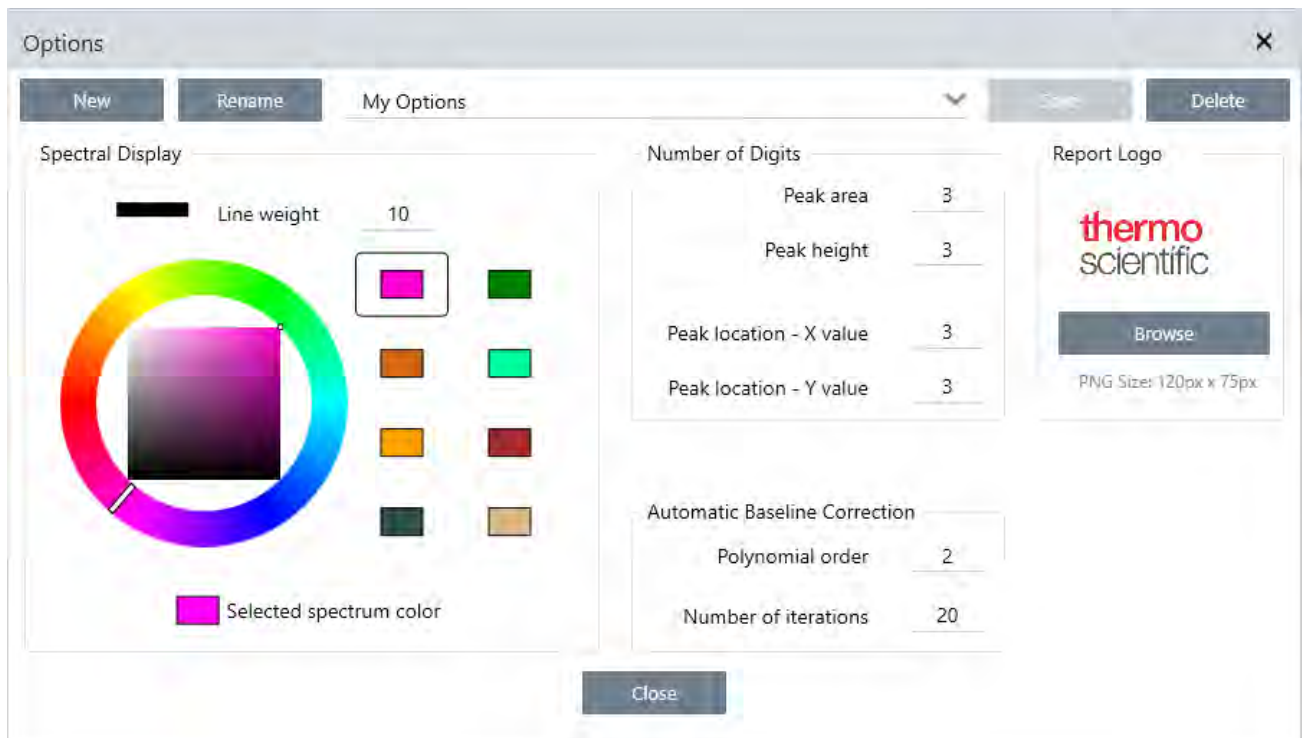 Options
New
Rename
My Options
Save
Delete
Spectral Display
Line weight 10
Selected spectrum color
Number of Digits
Peak area 3
Peak height 3
Peak location - X value 3
Peak location - Y value 3
Automatic Baseline Correction
Polynomial order 2
Number of iterations 20
Report Logo
thermo
scientific
Browse
PNG Size: 120px x 75px
Close